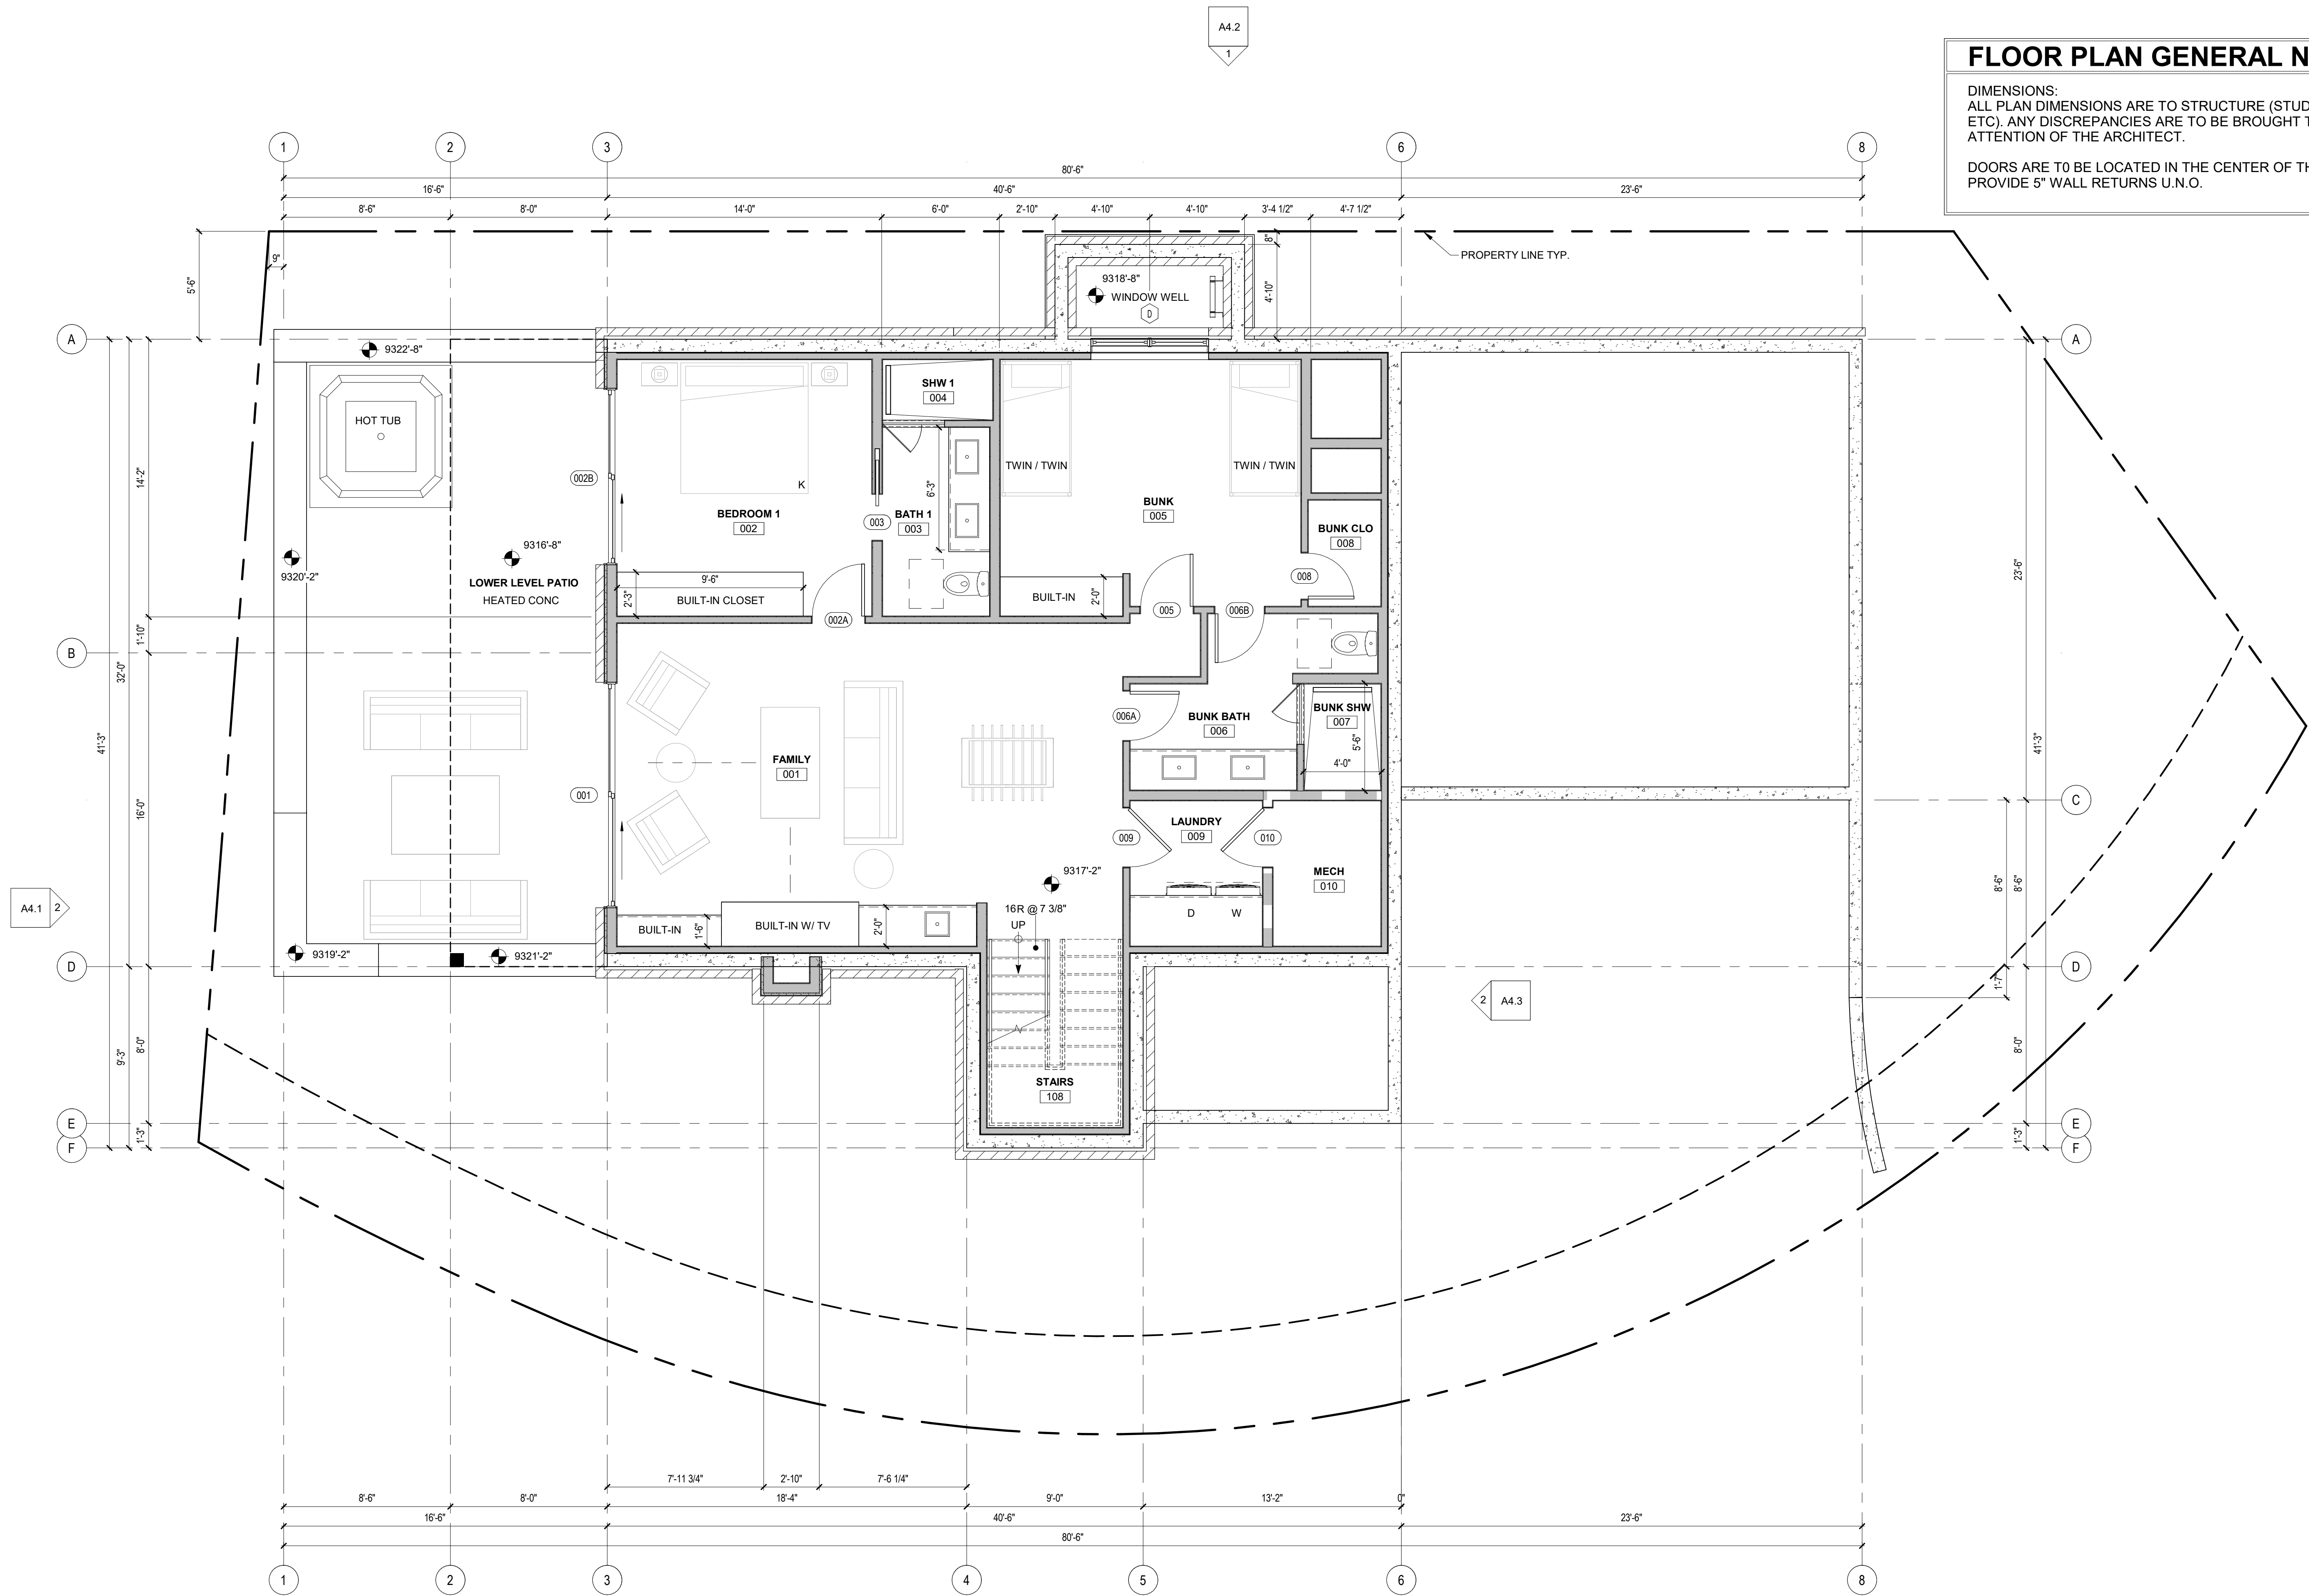 A4.2
1
FLOOR PLAN GENERAL N
DIMENSIONS:
ALL PLAN DIMENSIONS ARE TO STRUCTURE (STUD
ETC). ANY DISCREPANCIES ARE TO BE BROUGHT T
ATTENTION OF THE ARCHITECT.
DOORS ARE T0 BE LOCATED IN THE CENTER OF TH
PROVIDE 5" WALL RETURNS U.N.O.
1 2 3 6 8
80'-6"
16'-6" 40'-6" 23'-6"
8'-6" 8'-0" 14'-0" 6'-0" 2'-10" 4'-10" 4'-10" 3'-4 1/2" 4'-7 1/2"
5'-6"
9"
8"
4'-10"
PROPERTY LINE TYP.
9318'-8"
WINDOW WELL
D
A
9322'-8"
A
HOT TUB
SHW 1
004
TWIN / TWIN
TWIN / TWIN
14'-2"
002B
K
6'-3"
BEDROOM 1
002
003
BATH 1
003
BUNK
005
BUNK CLO
008
9316'-8"
9320'-2"
LOWER LEVEL PATIO
HEATED CONC
9'-6"
2'-3"
BUILT-IN CLOSET
BUILT-IN
2'-0"
008
23'-6"
002A
005
006B
1'-10"
B
32'-0"
41'-3"
006A
BUNK BATH
006
BUNK SHW
007
5'-6"
4'-0"
41'-3"
FAMILY
001
001
16'-0"
C
009
LAUNDRY
009
010
MECH
010
9317'-2"
8'-6"
8'-6"
A4.1 2
16R @ 7 3/8"
UP
D W
BUILT-IN
1'-6"
BUILT-IN W/ TV
2'-0"
9319'-2"
9321'-2"
D
D
1'-7"
2 A4.3
9'-3"
8'-0"
8'-0"
STAIRS
108
E
F
1'-3"
E
F
1'-3"
7'-11 3/4" 2'-10" 7'-6 1/4"
8'-6" 8'-0" 18'-4" 9'-0" 13'-2" 0"
16'-6" 40'-6" 23'-6"
80'-6"
1 2 3 4 5 6 8